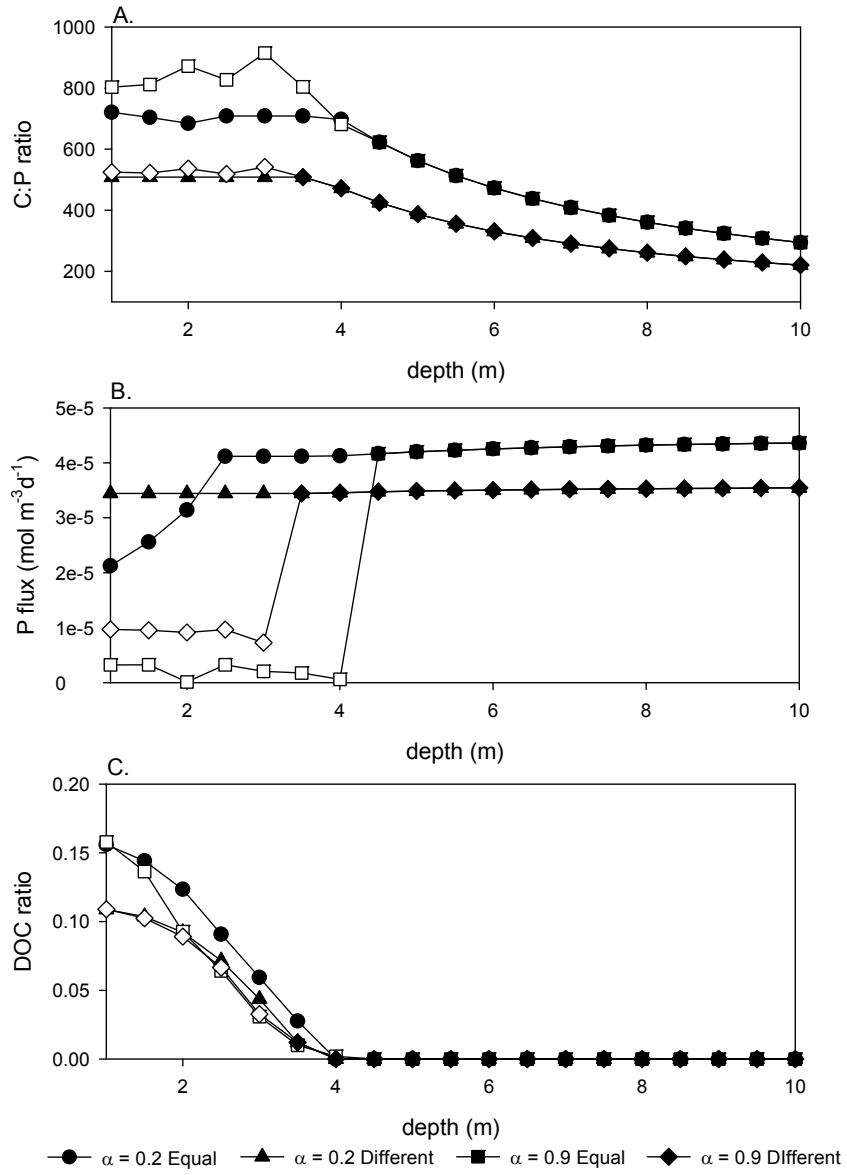 A.
1000
800
600
400
200
C:P ratio
2 4 6 8 10
depth (m)
B.
5e-5
4e-5
3e-5
2e-5
1e-5
0
P flux (mol m⁻³d⁻¹)
2 4 6 8 10
depth (m)
C.
0.20
0.15
0.10
0.05
0.00
DOC ratio
2 4 6 8 10
depth (m)
α = 0.2 Equal α = 0.2 Different α = 0.9 Equal α = 0.9 DIfferent